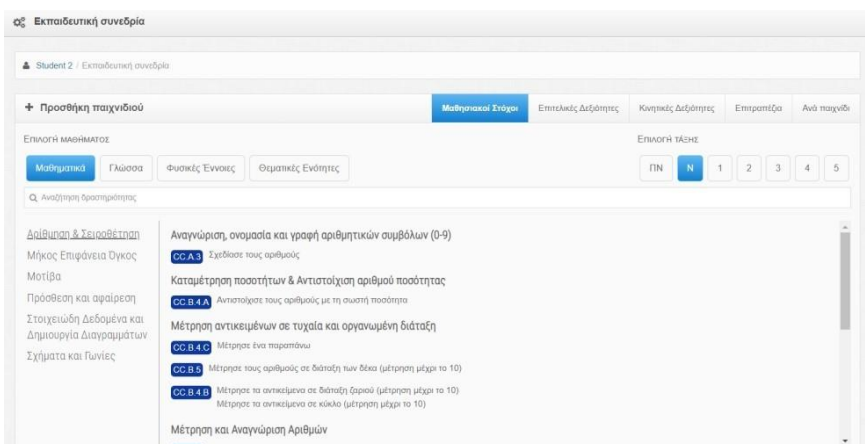 Εκπαιδευτική συνεδρία
Student 2 / Εκπαιδευτική συνεδρία
+ Προσθήκη παιχνιδιού
Μαθησιακοί Στόχοι
Επιτελικές Δεξιότητες
Κινητικές Δεξιότητες
Επιτραπέζια
Ανά παιχνίδι
ΕΠΙΛΟΓΉ ΜΑΘΉΜΑΤΟΣ
ΕΠΙΛΟΓΉ ΤΆΞΗΣ
Μαθηματικά Γλώσσα Φυσικές Έννοιες Θεματικές Ενότητες
ΠΝ Ν 1 2 3 4 5
Αναζήτηση δραστηριότητας
Αρίθμηση & Σειροθέτηση
Μήκος Επιφάνεια Όγκος
Μοτίβα
Πρόσθεση και αφαίρεση
Στοιχειώδη Δεδομένα και
Δημιουργία Διαγραμμάτων
Σχήματα και Γωνίες
Αναγνώριση, ονομασία και γραφή αριθμητικών συμβόλων (0-9)
CC.A.3 Σχεδίασε τους αριθμούς
Καταμέτρηση ποσοτήτων & Αντιστοίχιση αριθμού ποσότητας
CC.B.4.A Αντιστοίχισε τους αριθμούς με τη σωστή ποσότητα
Μέτρηση αντικειμένων σε τυχαία και οργανωμένη διάταξη
CC.B.4.C Μέτρησε ένα παραπάνω
CC.B.5 Μέτρησε τους αριθμούς σε διάταξη των δέκα (μέτρηση μέχρι το 10)
CC.B.4.B Μέτρησε τα αντικείμενα σε διάταξη ζαριού (μέτρηση μέχρι το 10)
Μέτρησε τα αντικείμενα σε κύκλο (μέτρηση μέχρι το 10)
Μέτρηση και Αναγνώριση Αριθμών